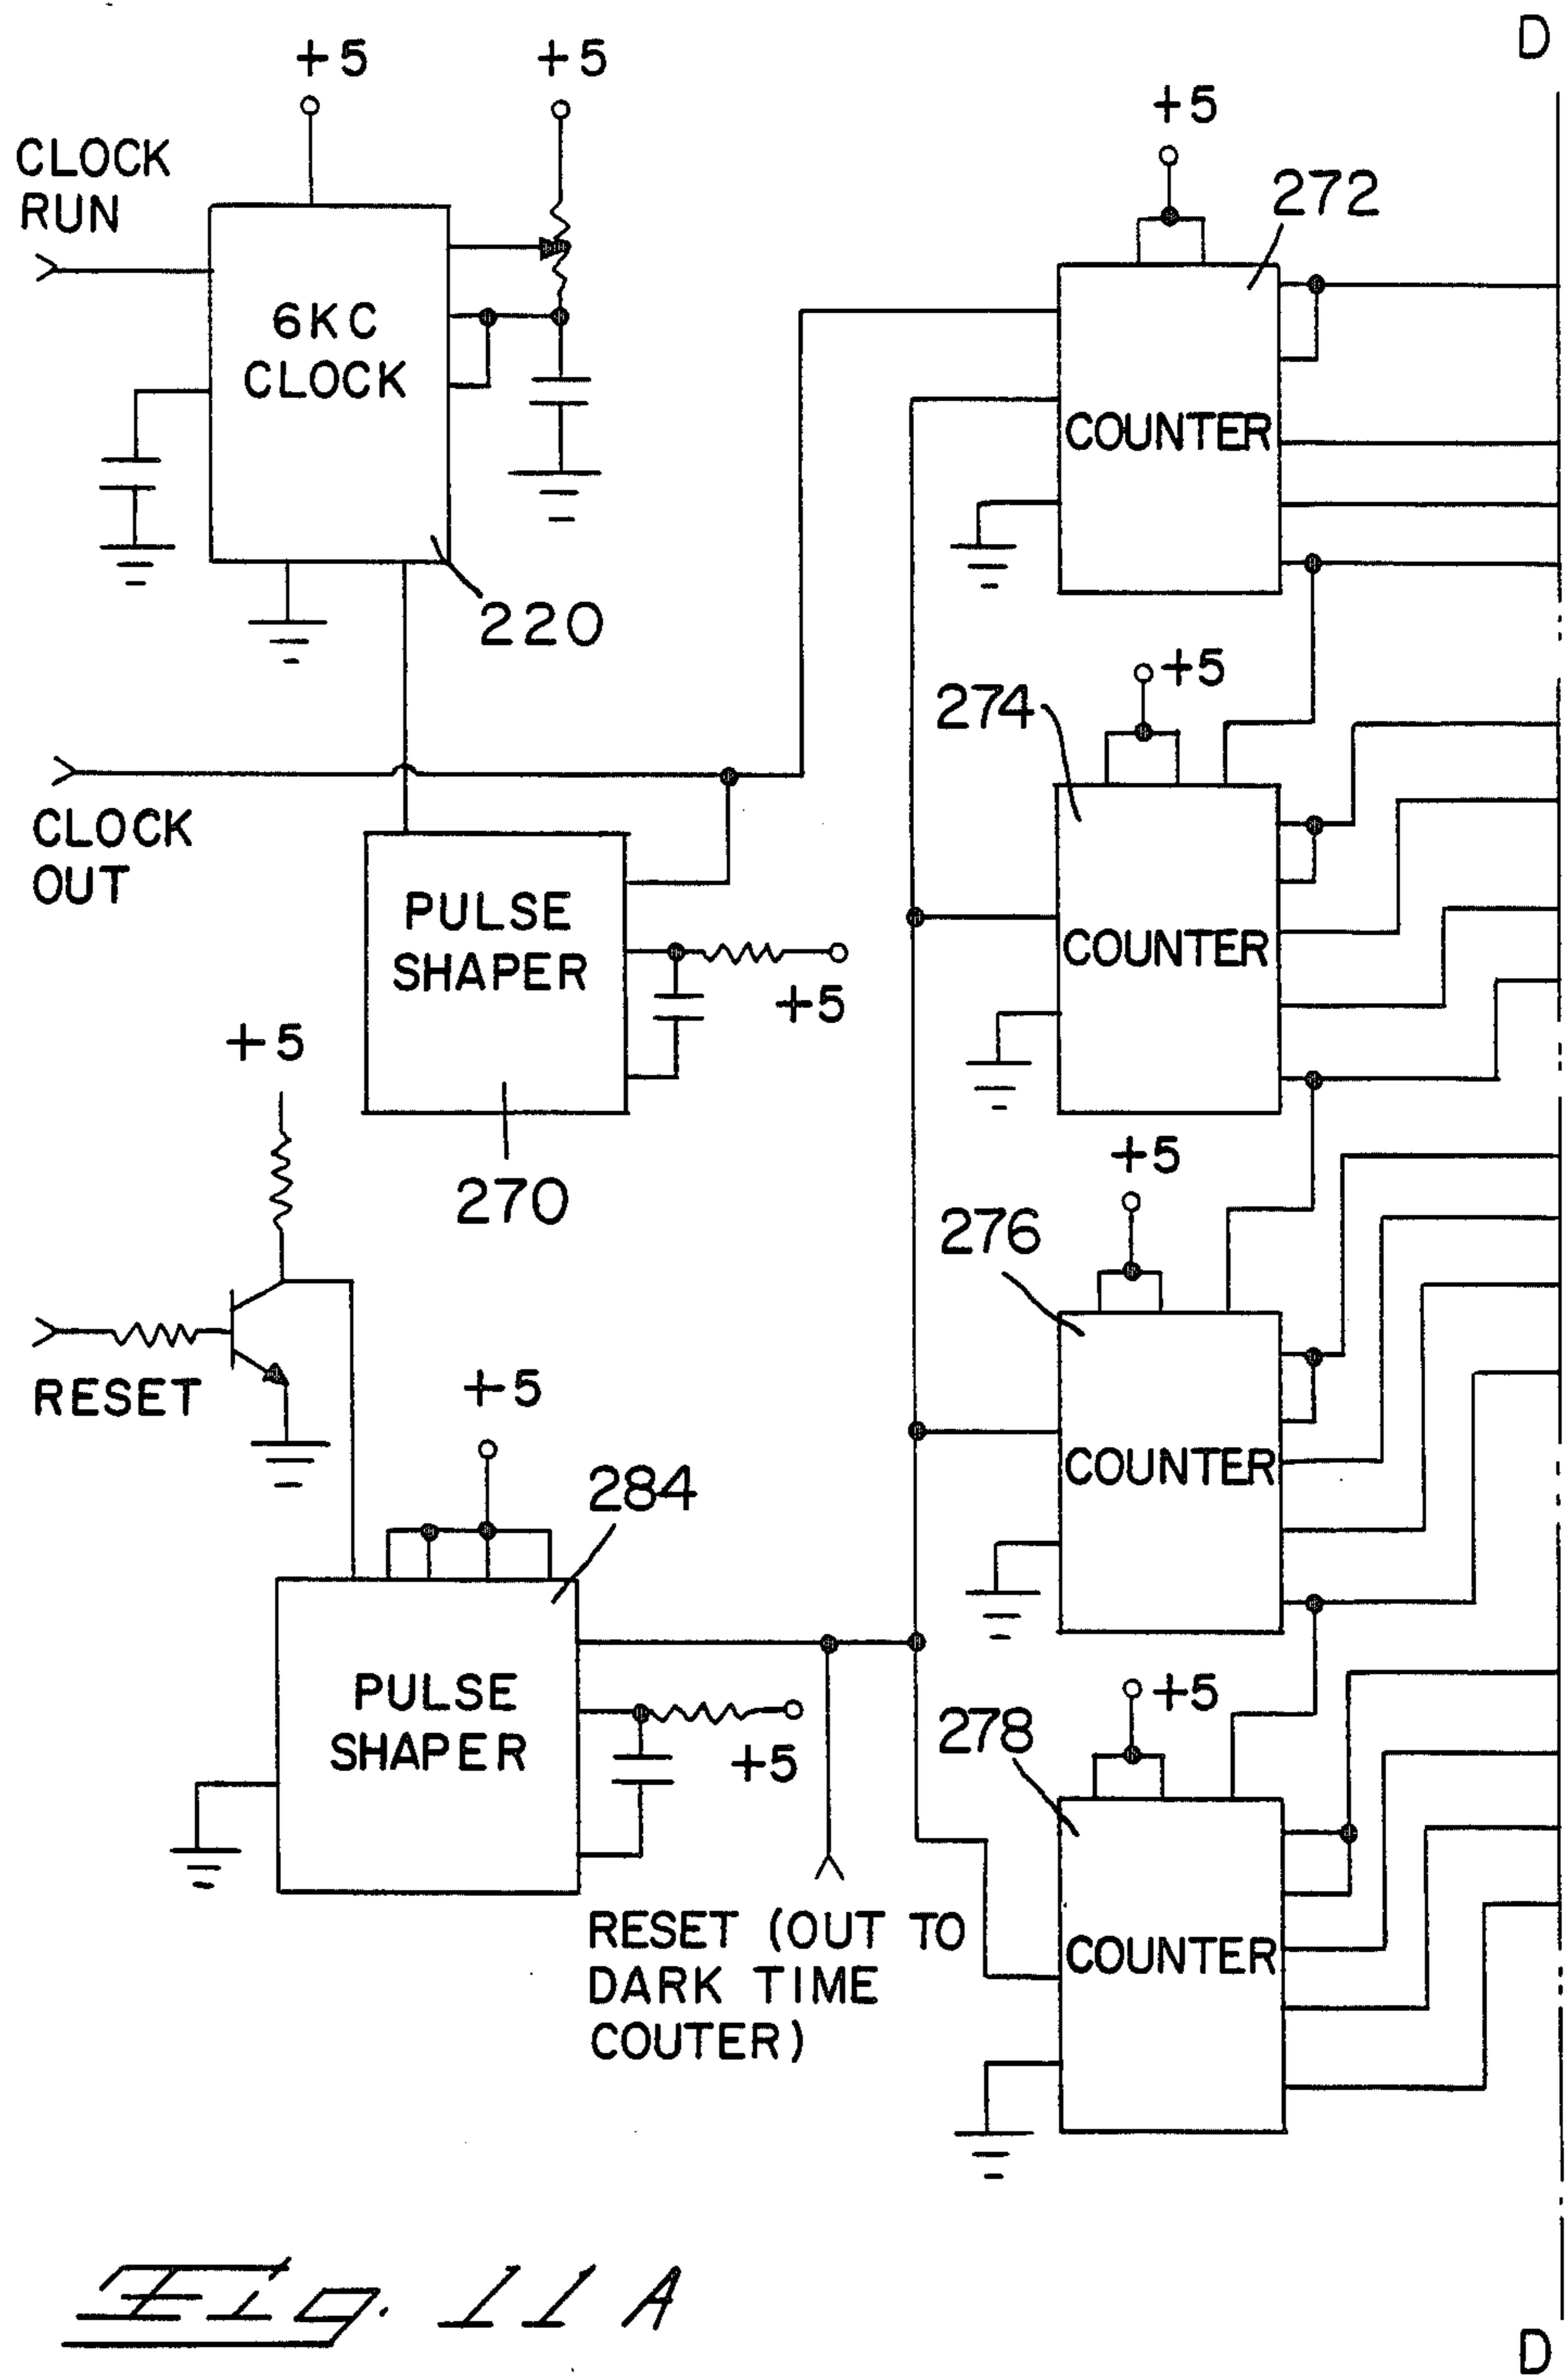 D
+5
+5
+5
CLOCK
RUN
272
6KC
CLOCK
COUNTER
220
+5
274
CLOCK
OUT
PULSE
SHAPER
COUNTER
+5
+5
270
+5
276
RESET
+5
284
COUNTER
PULSE
SHAPER
+5
+5
278
RESET (OUT TO
DARK TIME
COUTER)
COUNTER
Fig. 11 A
D